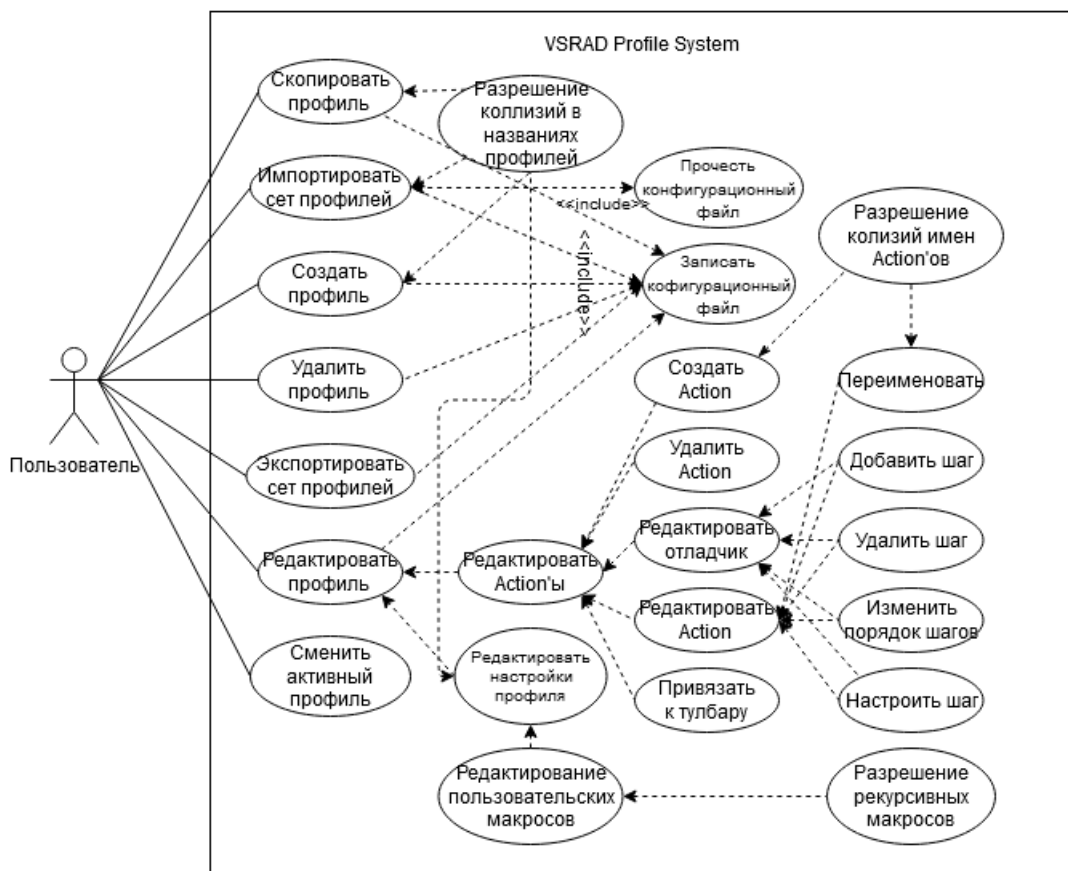 VSRAD Profile System
Скопировать
профиль
Разрешение
коллизий в
названиях
профилей
Импортировать
сет профилей
Прочесть
конфигурационный
файл
<<include>>
Разрешение
колизий имен
Action'ов
Создать
профиль
<<include>>
Записать
кофигурационный
файл
Удалить
профиль
Создать
Action
Переименовать
Пользователь
Экспортировать
сет профилей
Удалить
Action
Добавить шаг
Редактировать
профиль
Редактировать
Action'ы
Редактировать
отладчик
Удалить шаг
Редактировать
Action
Изменить
порядок шагов
Сменить
активный
профиль
Редактировать
настройки
профиля
Привязать
к тулбару
Настроить шаг
Редактирование
пользовательских
макросов
Разрешение
рекурсивных
макросов